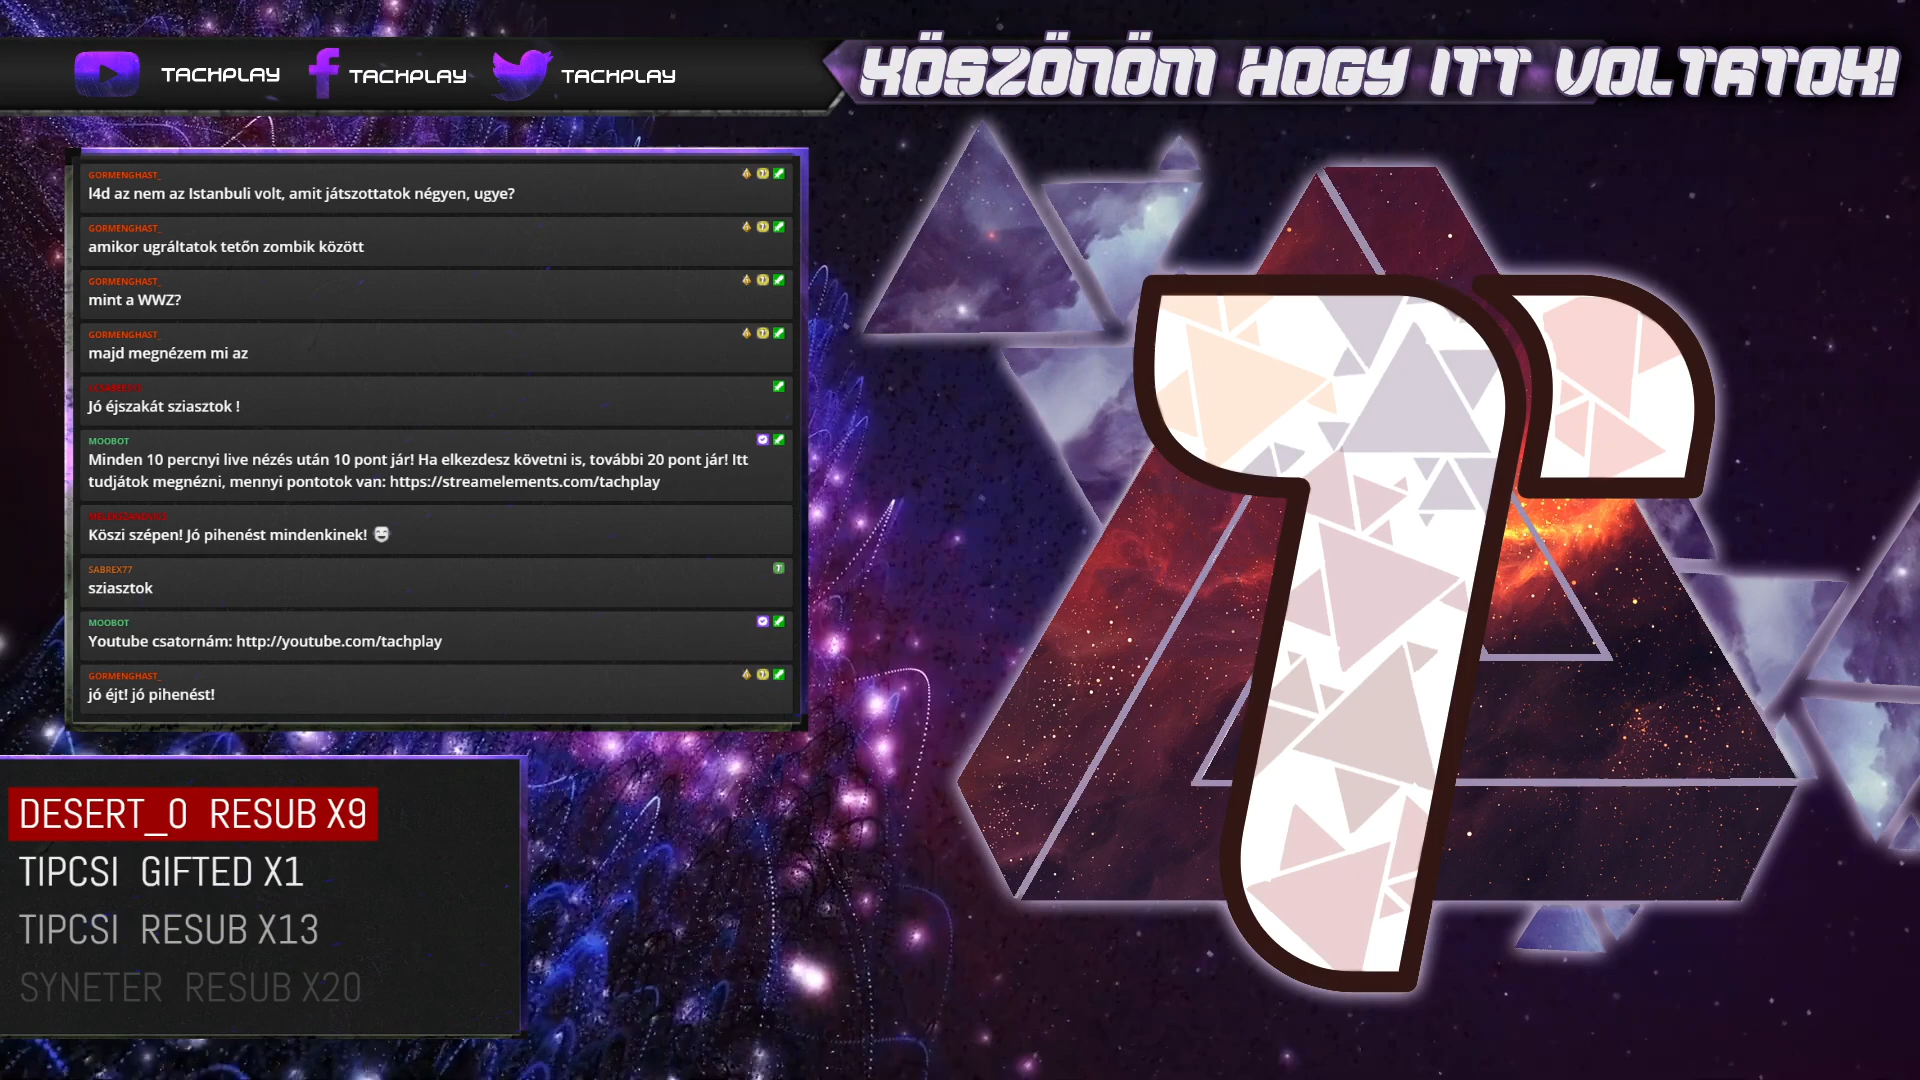 TACHPLAY TACHPLAY TACHPLAY
KÖSZÖNÖM HOGY ITT VOLTATOK!
GORMENGHAST_
l4d az nem az Istanbuli volt, amit játszottatok négyen, ugye?
GORMENGHAST_
amikor ugráltatok tetőn zombik között
GORMENGHAST_
mint a WWZ?
GORMENGHAST_
majd megnézem mi az
Jó éjszakát sziasztok !
MOOBOT
Minden 10 percnyi live nézés után 10 pont jár! Ha elkezdesz követni is, további 20 pont jár! Itt
tudjátok megnézni, mennyi pontotok van: https://streamelements.com/tachplay
Köszi szépen! Jó pihenést mindenkinek!
SABREX77
sziasztok
MOOBOT
Youtube csatornám: http://youtube.com/tachplay
GORMENGHAST_
jó éjt! jó pihenést!
DESERT_0 RESUB X9
TIPCSI GIFTED X1
TIPCSI RESUB X13
SYNETER RESUB X20